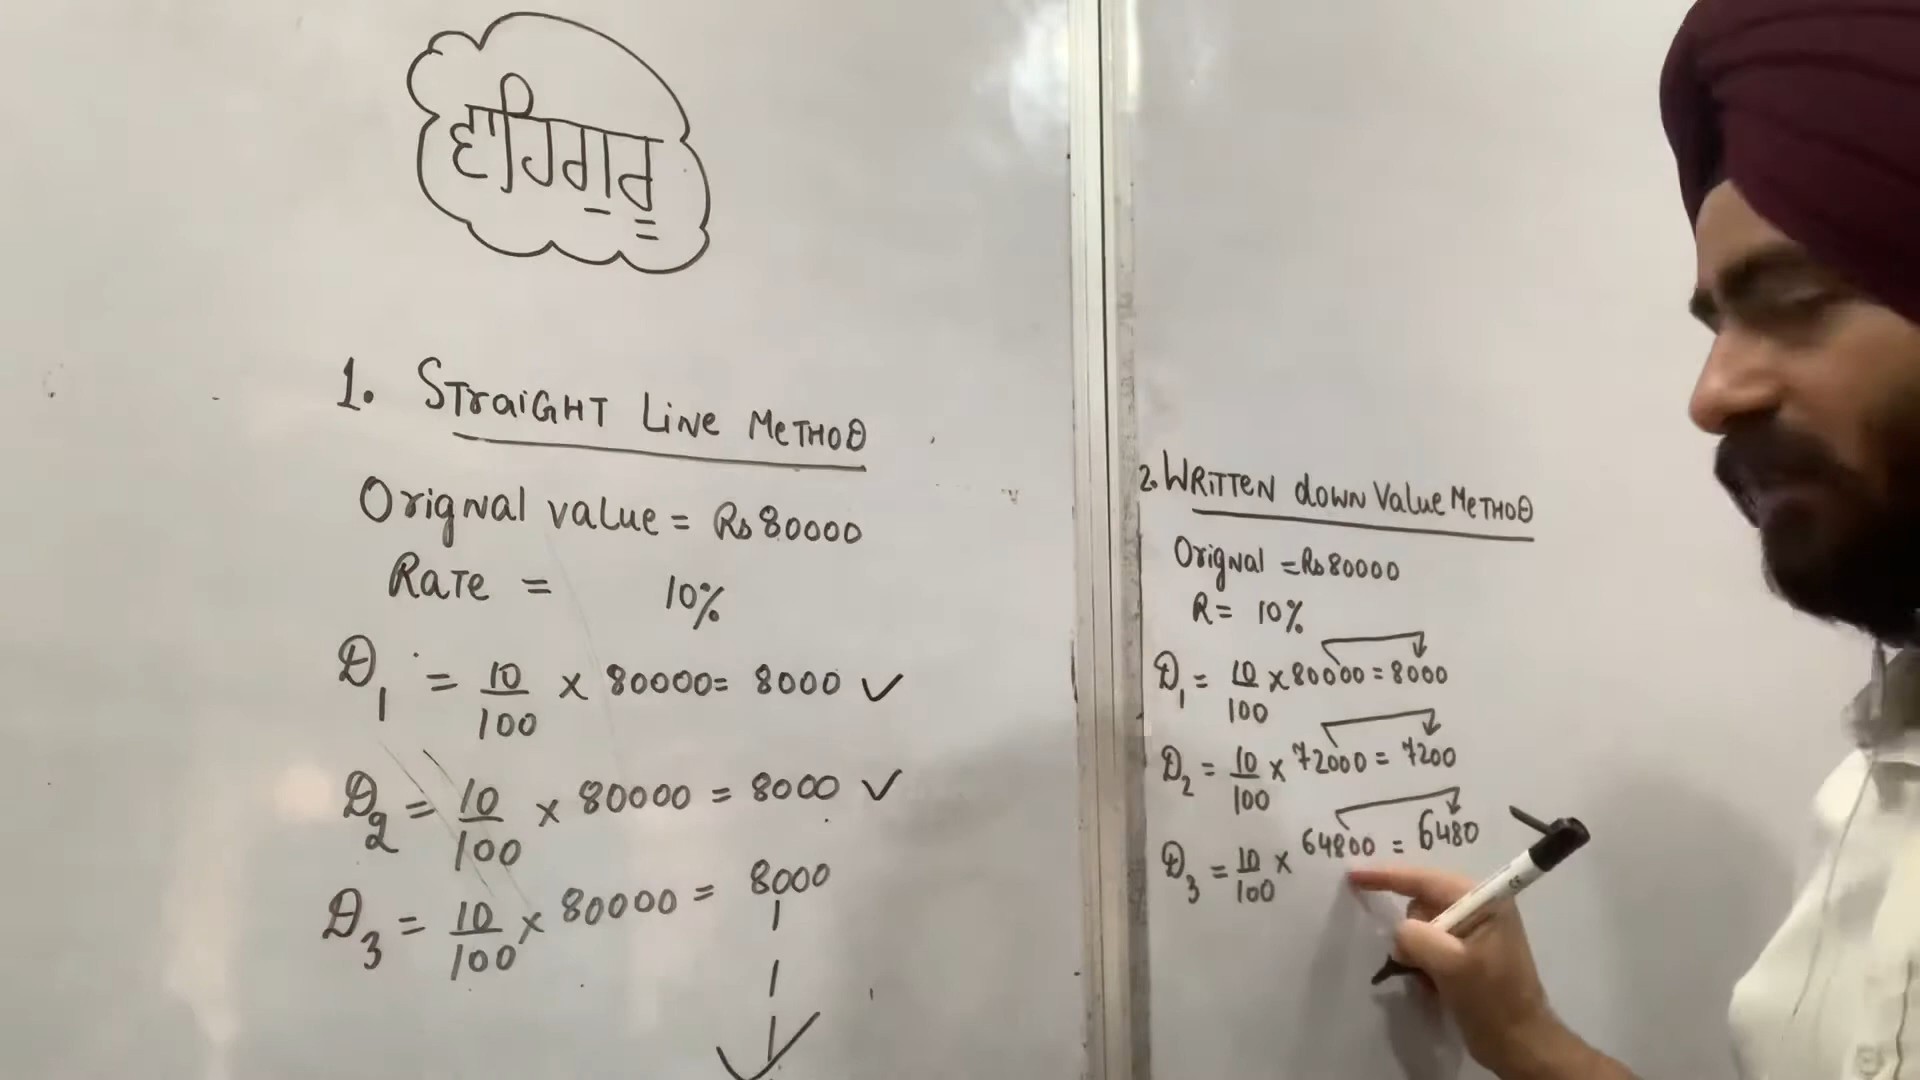 ਵਾਹਿਗੁਰੂ
1. STraiGHT LiNe MeTHOD
Orignal value = Rs 80000
RaTe = 10%
D1 = 10/100 × 80000 = 8000 ✓
D2 = 10/100 × 80000 = 8000 ✓
D3 = 10/100 × 80000 = 8000
2. WRiTTEN down Value MeTHOD
Orignal = Rs 80000
R = 10%
D1 = 10/100 × 80000 = 8000
D2 = 10/100 × 72000 = 7200
D3 = 10/100 × 64800 = 6480